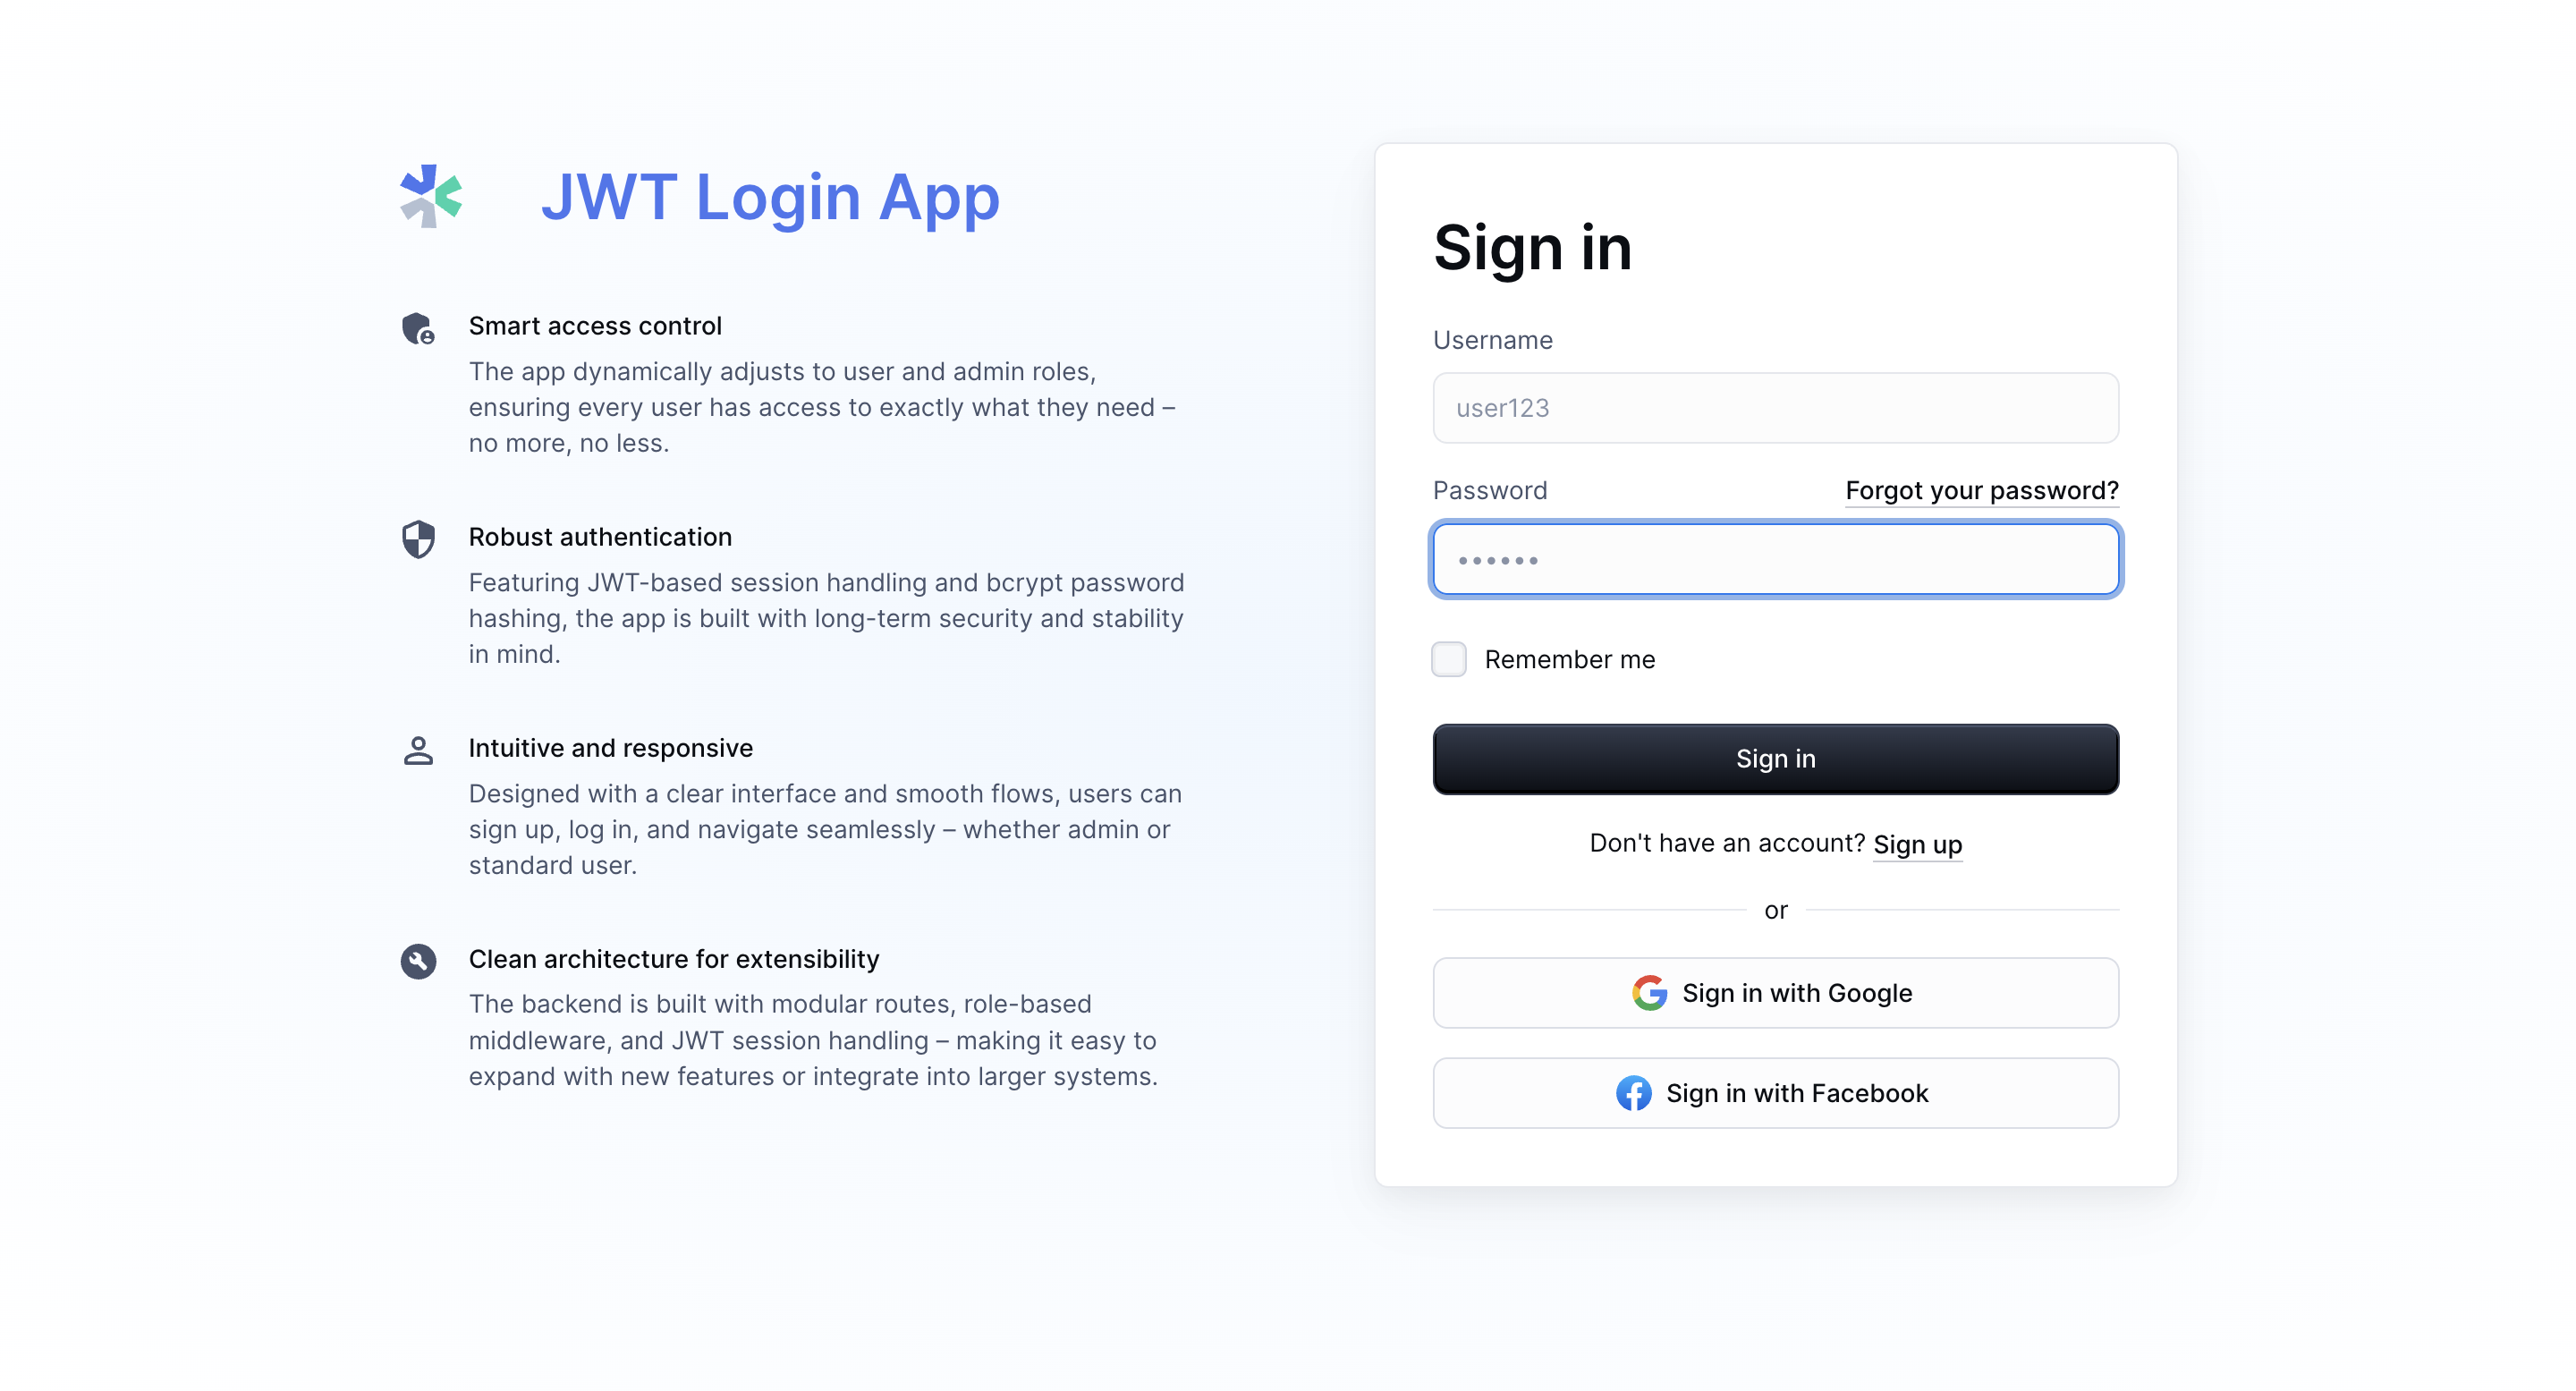 JWT Login App
Smart access control
The app dynamically adjusts to user and admin roles,
ensuring every user has access to exactly what they need –
no more, no less.
Robust authentication
Featuring JWT-based session handling and bcrypt password
hashing, the app is built with long-term security and stability
in mind.
Intuitive and responsive
Designed with a clear interface and smooth flows, users can
sign up, log in, and navigate seamlessly – whether admin or
standard user.
Clean architecture for extensibility
The backend is built with modular routes, role-based
middleware, and JWT session handling – making it easy to
expand with new features or integrate into larger systems.
Sign in
Username
user123
Password Forgot your password?
••••••
Remember me
Sign in
Don't have an account? Sign up
or
Sign in with Google
Sign in with Facebook